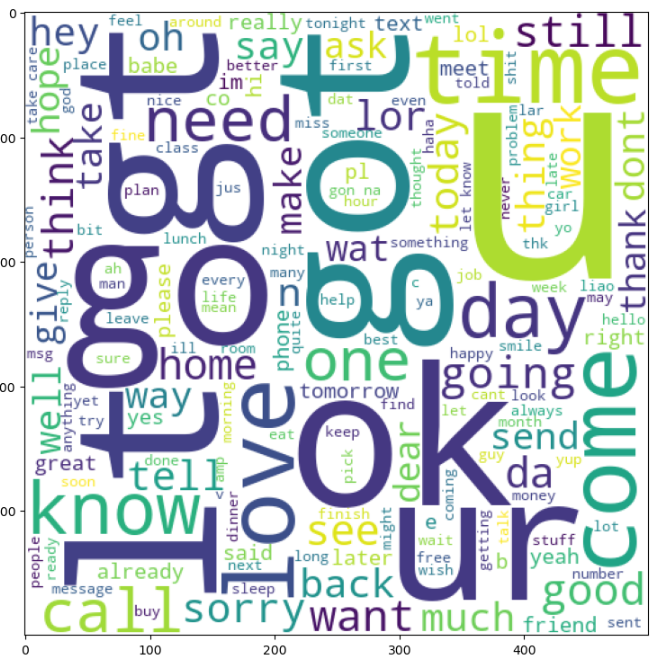 0
hey
feel
oh
around
really
tonight
text
went
lol
still
say
ask
time
take care
hope
place
babe
better
im
hi
first
meet
told
shit
god
nice
co
dat
even
00
take
fine
need
miss
someone
lor
haha
today
problem
lar
thing
work
dont
think
class
lt
gt
got
make
pl
gon na
hour
thought
let know
never
late
car
girl
u
plan
jus
yo
thk
person
bit
lunch
night
wat
something
thank
00
give
reply
ah
man
please
every
life
mean
many
n
help
c
ya
job
day
week
liao
may
hello
right
leave
phone
quite
best
smile
happy
msg
sure
ill
room
home
one
going
00
well
anything
yet
try
way
yes
morning
love
tomorrow
find
ok
cant
look
let
always
month
send
come
great
soon
done
tell
amp
eat
keep
pick
dear
guy
yup
da
money
know
00
dinner
finish
see
might
e
coming
wait
getting
talk
stuff
lot
people
ready
already
said
next
long
later
free
wish
ur
b
yeah
number
message
sleep
back
good
call
buy
sorry
want
much
friend
sent
0
100
200
300
400